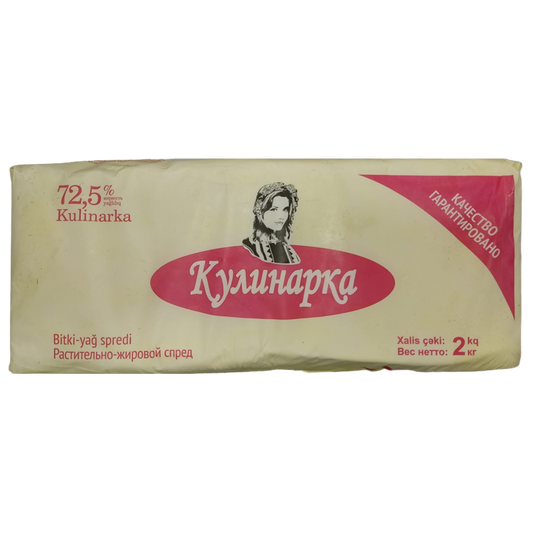 72,5%
yağlılıq
Kulinarka
КАЧЕСТВО
ГАРАНТИРОВАНО
Кулинарка
Bitki-yağ spredi
Растительно-жировой спред
Xalis çəki: 2 kq
Вес нетто: кг